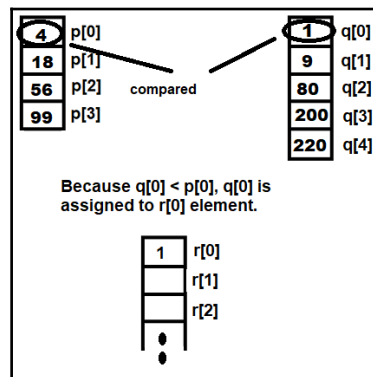 4 p[0] 1 q[0]
18 p[1] 9 q[1]
56 p[2] compared 80 q[2]
99 p[3] 200 q[3]
220 q[4]
Because q[0] < p[0], q[0] is
assigned to r[0] element.
1 r[0]
r[1]
r[2]